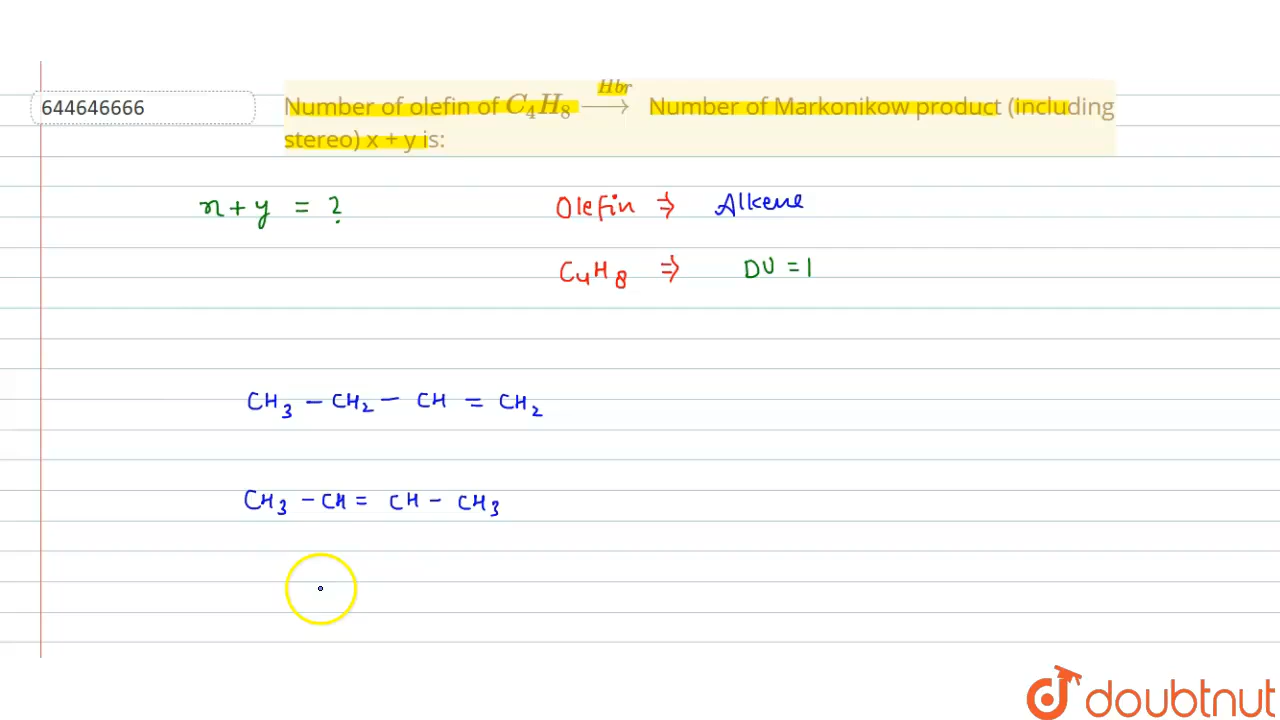 644646666
Number of olefin of C₄H₈ \xrightarrow{Hbr} Number of Markonikow product (including
stereo) x + y is:
x + y = ? Olefin ⇒ Alkene
C₄H₈ ⇒ DU = 1
CH₃ – CH₂ – CH = CH₂
CH₃ – CH = CH – CH₃
doubtnut